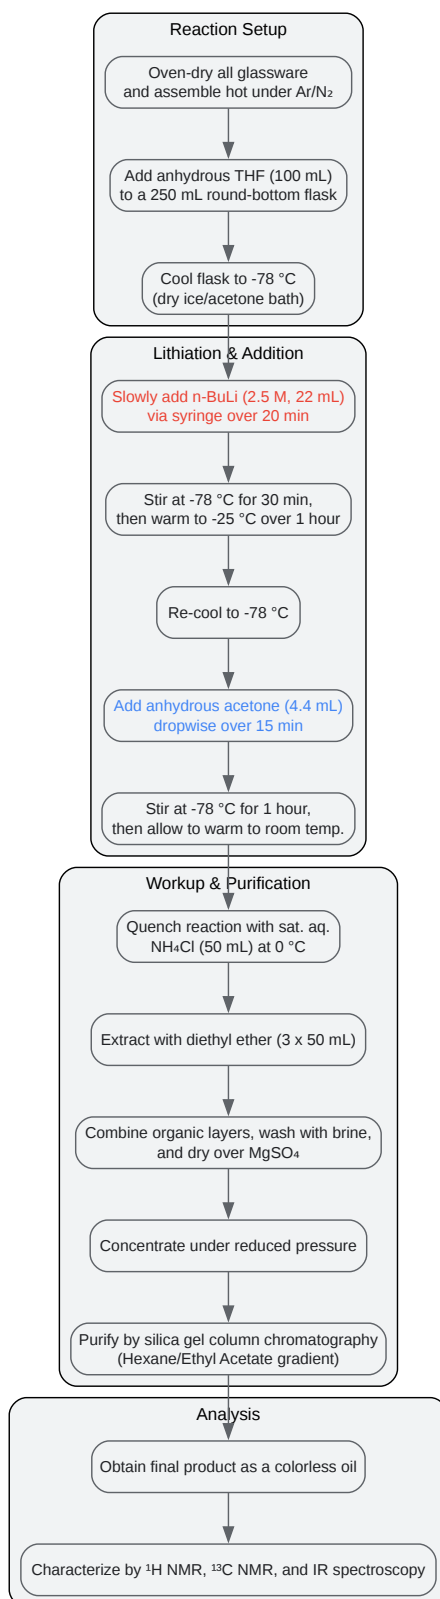 Reaction Setup
Oven-dry all glassware
and assemble hot under Ar/N₂
Add anhydrous THF (100 mL)
to a 250 mL round-bottom flask
Cool flask to -78 °C
(dry ice/acetone bath)
Lithiation & Addition
Slowly add n-BuLi (2.5 M, 22 mL)
via syringe over 20 min
Stir at -78 °C for 30 min,
then warm to -25 °C over 1 hour
Re-cool to -78 °C
Add anhydrous acetone (4.4 mL)
dropwise over 15 min
Stir at -78 °C for 1 hour,
then allow to warm to room temp.
Workup & Purification
Quench reaction with sat. aq.
NH₄Cl (50 mL) at 0 °C
Extract with diethyl ether (3 x 50 mL)
Combine organic layers, wash with brine,
and dry over MgSO₄
Concentrate under reduced pressure
Purify by silica gel column chromatography
(Hexane/Ethyl Acetate gradient)
Analysis
Obtain final product as a colorless oil
Characterize by ¹H NMR, ¹³C NMR, and IR spectroscopy